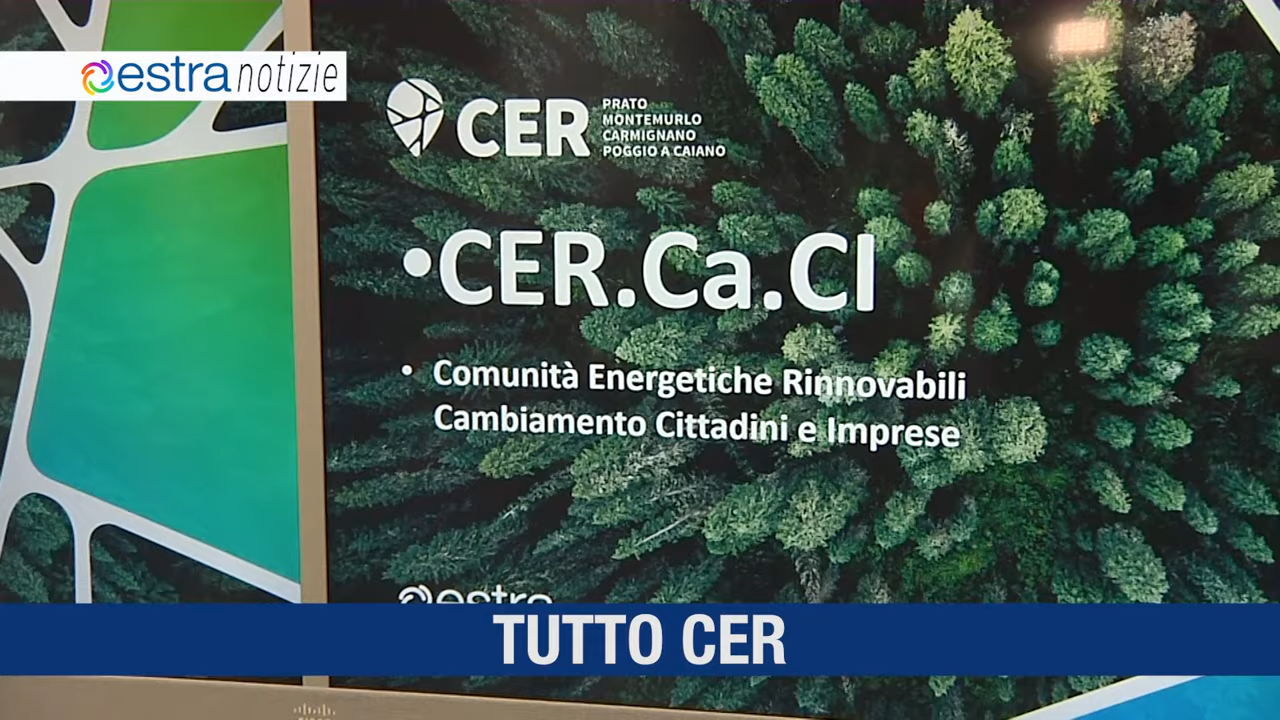 estra notizie
CER
PRATO
MONTEMURLO
CARMIGNANO
POGGIO A CAIANO
•CER.Ca.CI
• Comunità Energetiche Rinnovabili
Cambiamento Cittadini e Imprese
estra
TUTTO CER